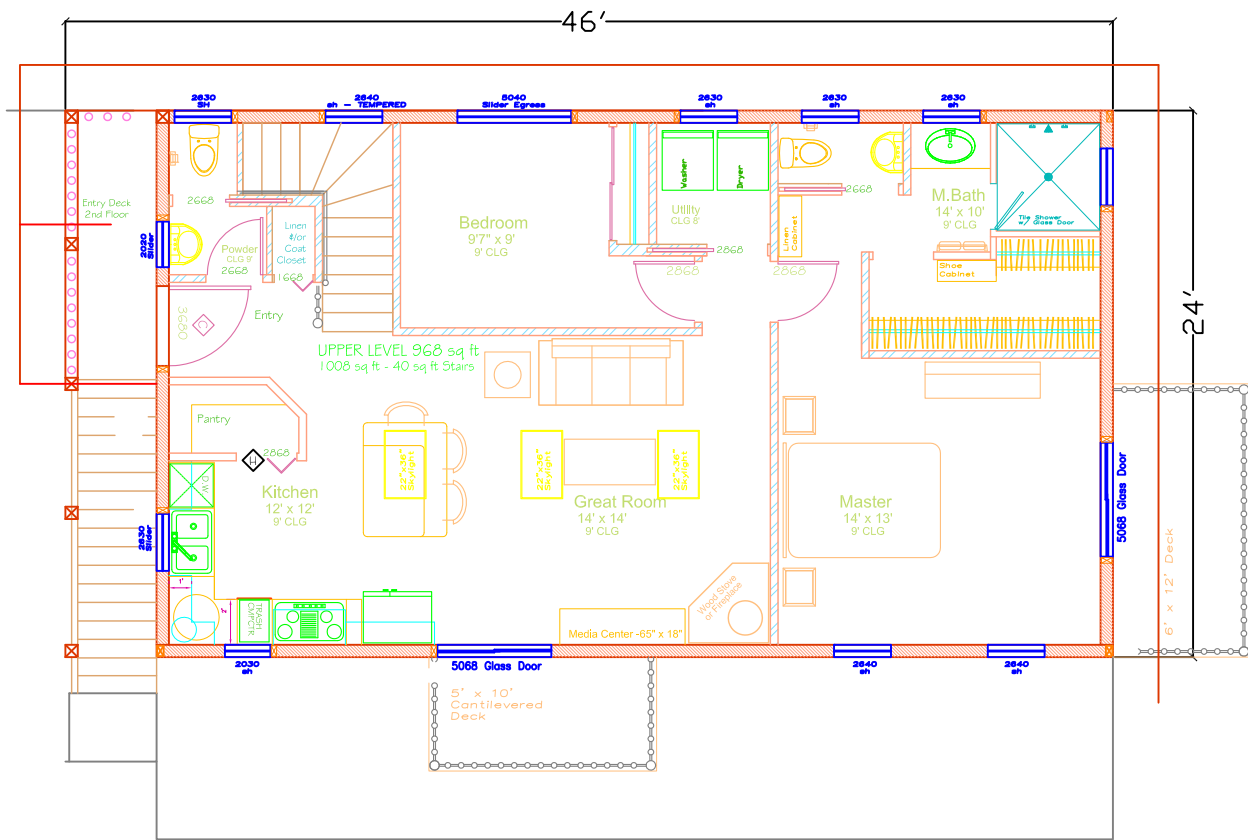 46'
2630
SH
2640
sh - TEMPERED
5040
Slider Egress
2630
sh
2630
sh
2630
sh
Entry Deck
2nd Floor
2668
2020
Slider
Powder
CLG 9'
2668
Linen
&/or
Coat
Closet
1668
Bedroom
9'7" x 9'
9' CLG
Washer
Dryer
Utility
CLG 8'
2868
2868
2868
2668
Linen
Cabinet
M.Bath
14' x 10'
9' CLG
Tile Shower
w/ Glass Door
Shoe
Cabinet
24'
3680
C
Entry
UPPER LEVEL 968 sq ft
1008 sq ft - 40 sq ft Stairs
Pantry
H
2868
D.W.
Kitchen
12' x 12'
9' CLG
22"x36"
Skylight
22"x36"
Skylight
22"x36"
Skylight
Great Room
14' x 14'
9' CLG
Master
14' x 13'
9' CLG
5068 Glass Door
6' x 12' Deck
2630
Slider
1'
2'
TRASH
CMPCTR.
Wood Stove
or Fireplace
Media Center -65" x 18"
2030
sh
5068 Glass Door
2640
sh
2640
sh
5' x 10'
Cantilevered
Deck